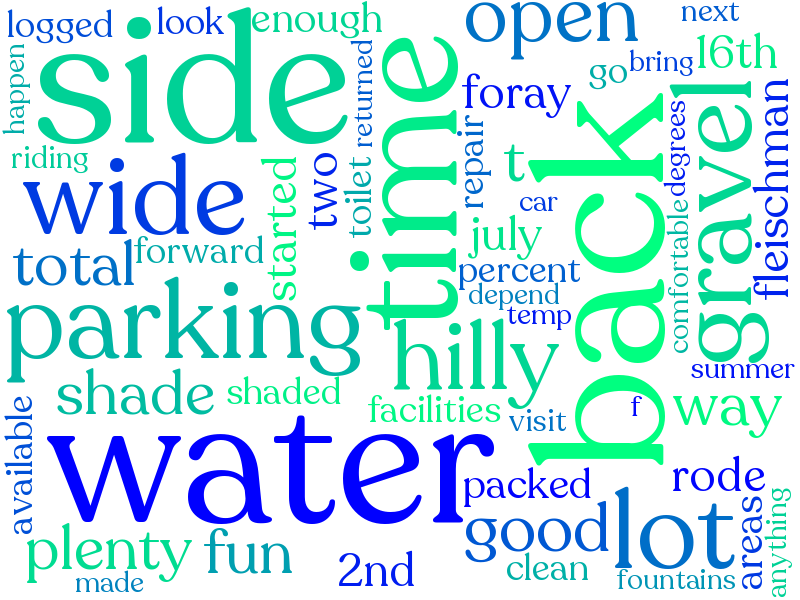 logged
look
enough
open
next
happen
side
returned
time
foray
go
bring
16th
riding
wide
started
two
toilet
repair
t
car
back
degrees
gravel
fleischman
total
forward
july
percent
depend
temp
comfortable
parking
hilly
summer
shade
shaded
facilities
visit
f
way
available
water
packed
rode
plenty
fun
2nd
good
lot
areas
anything
made
clean
fountains